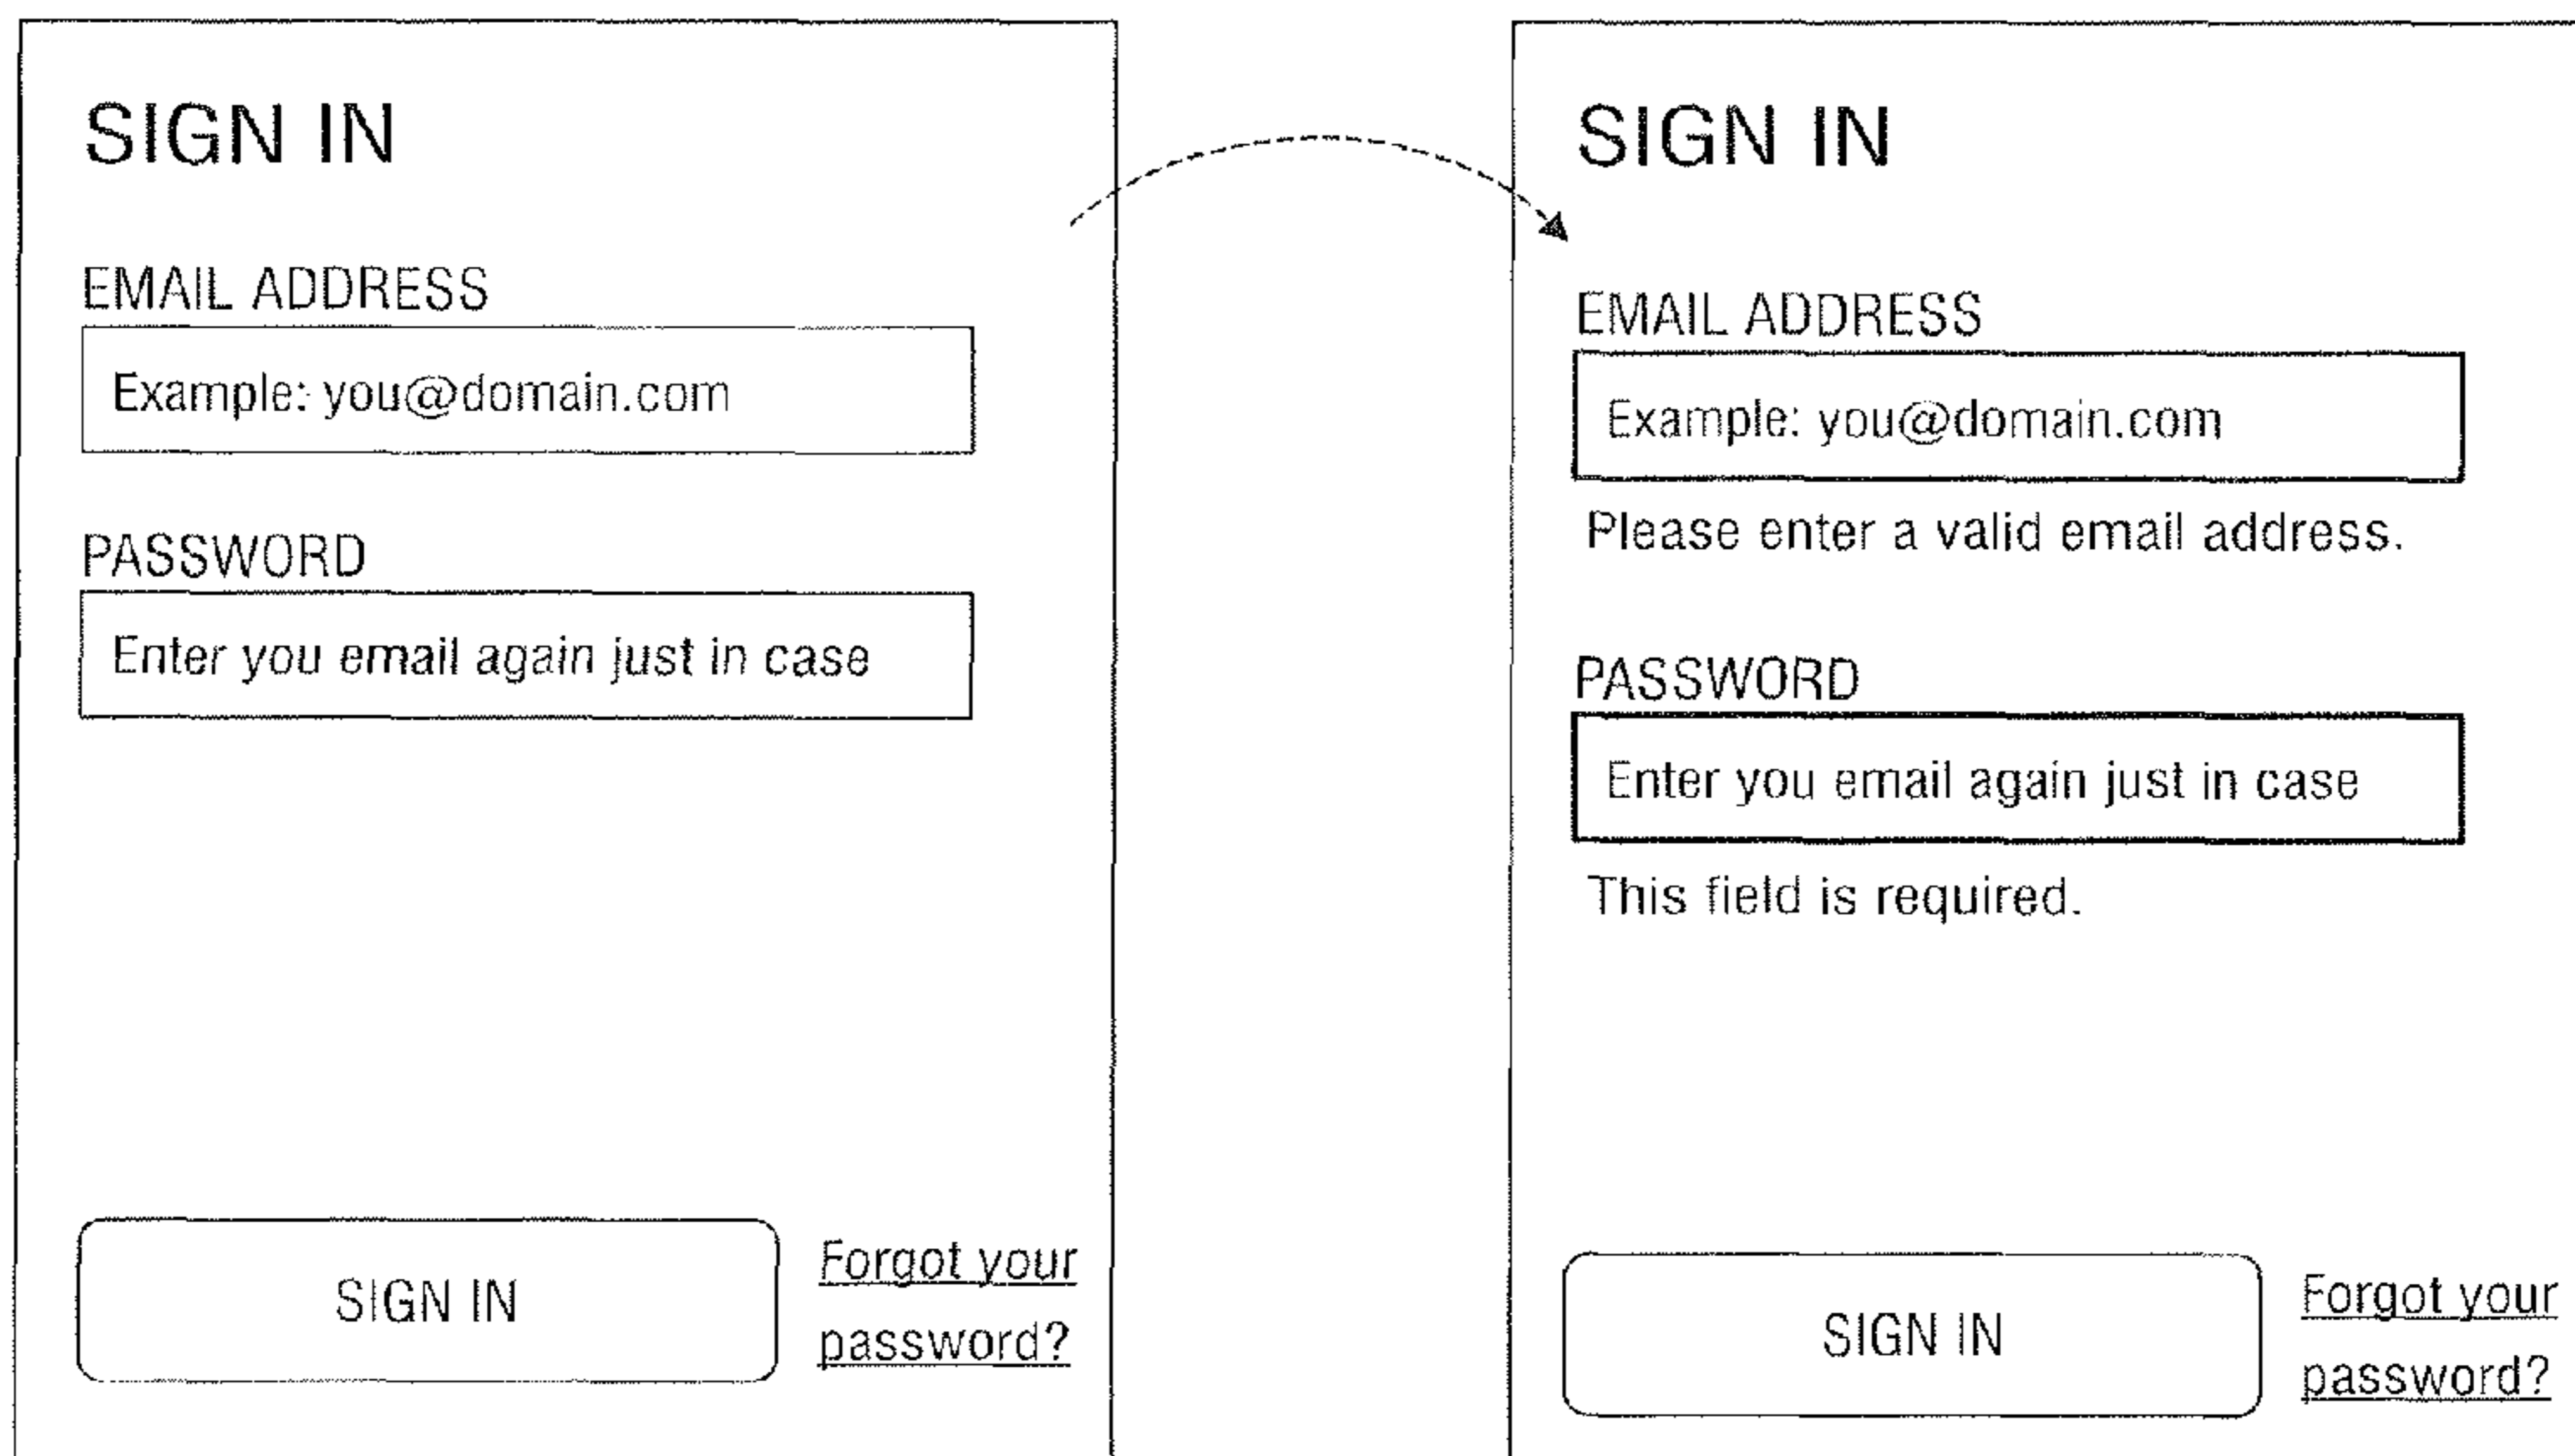 SIGN IN
EMAIL ADDRESS
Example: you@domain.com
PASSWORD
Enter you email again just in case
SIGN IN
Forgot your
password?
SIGN IN
EMAIL ADDRESS
Example: you@domain.com
Please enter a valid email address.
PASSWORD
Enter you email again just in case
This field is required.
SIGN IN
Forgot your
password?